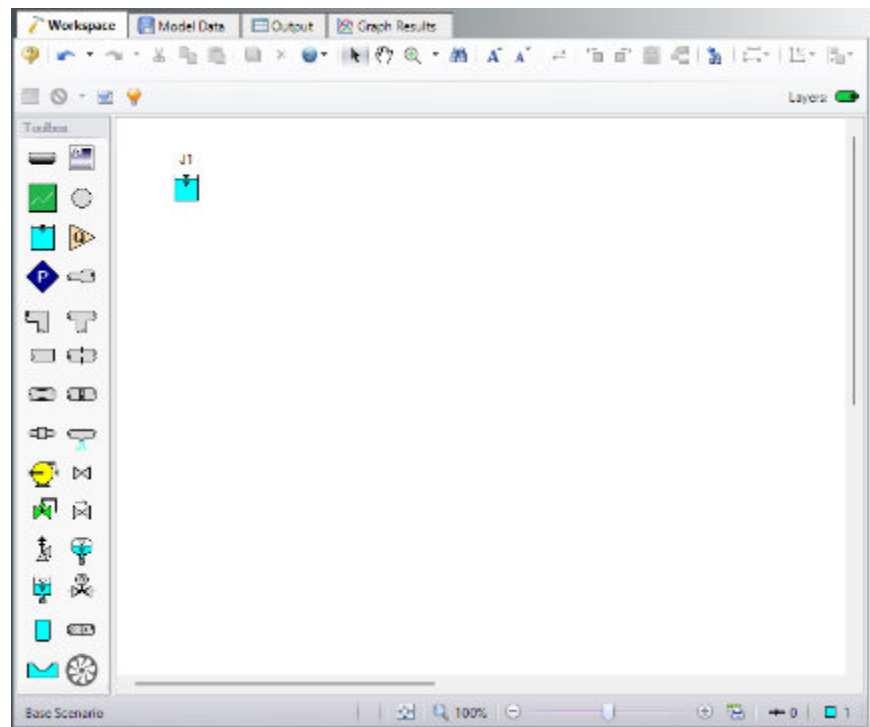 Workspace
Model Data
Output
Graph Results
A A
Layers:
Toolbox
J1
Q
P
Base Scenario
100%
0
1